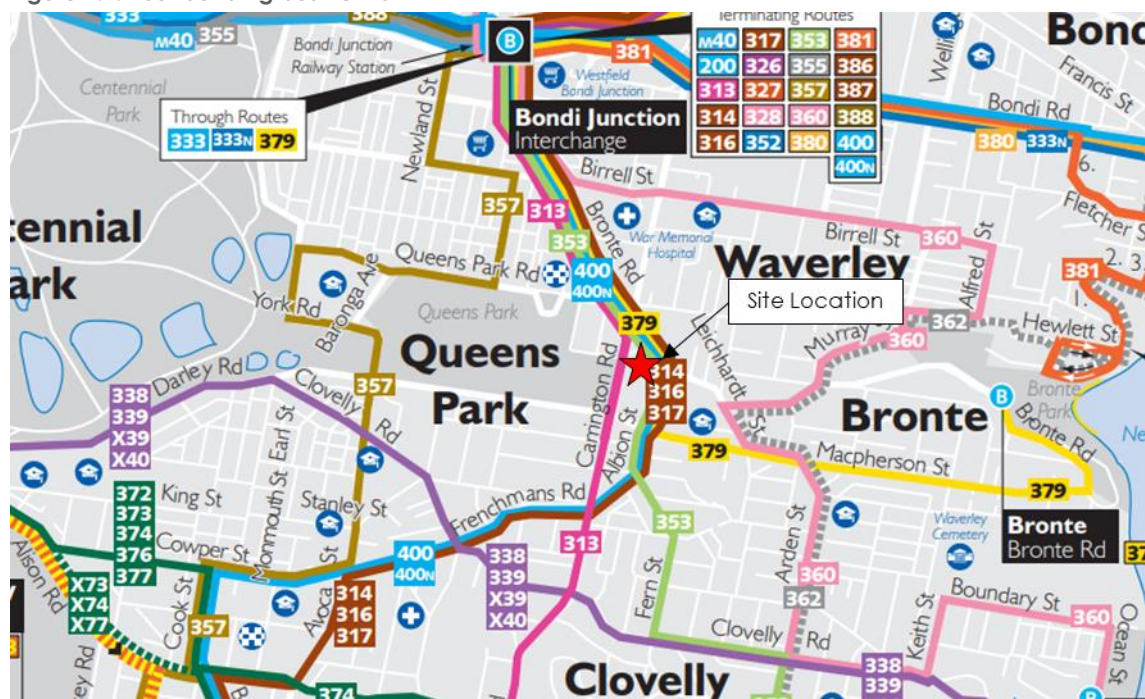 M40 355
388
Bondi Junction
Railway Station
B
381
Terminating Routes
M40 317 353 381
200 326 355 386
313 327 357 387
314 328 360 388
316 352 380 400
400N
Centennial
Park
Through Routes
333 333N 379
Newland St
Westfield
Bondi Junction
Bondi Junction
Interchange
Francis St
Bondi Rd
380 333N
6.
Birrell St
357
313
353
Bronte Rd
War Memorial
Hospital
Birrell St
360
Alfred St
Waverley
2. 3.
381
1.
Queens Park Rd
400
400N
York Rd
Baronga Ave
Queens Park
379
Site Location
Leichhardt St
Murray
360
362
Hewlett St
Queens
Park
Carrington Rd
314
316
317
Darley Rd
338
339
X39
X40
Clovelly Rd
357
Albion St
379
Bronte
B
Bronte
Park
Bronte Rd
Macpherson St
379
Bronte
Bronte Rd
372
373
374
376
377
King St
Monmouth St
Earl St
Stanley St
Frenchmans Rd
353
313
Cowper St
400
400N
338
339
X39
X40
Fern St
Arden St
360
362
Waverley
Cemetery
Alison Rd
X73
X74
X77
Cook St
357
Avoca St
314
316
317
Clovelly Rd
Keith St
Boundary St
360
Ocean St
338
339
Clovelly
374
B